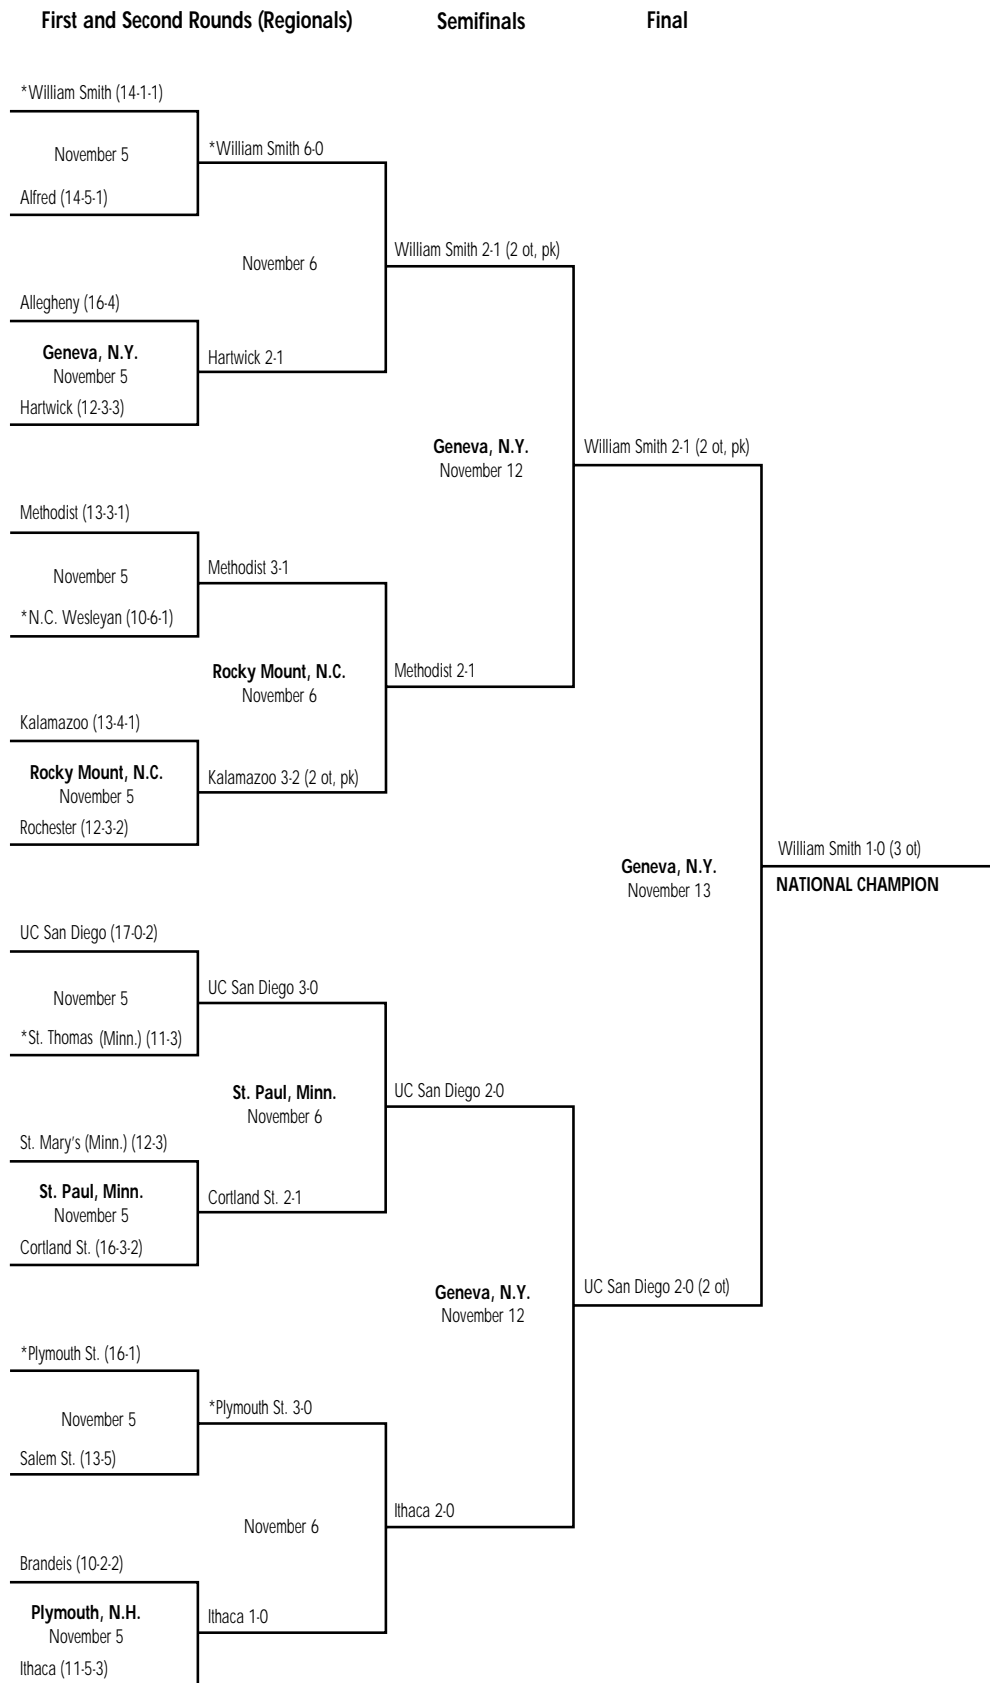 First and Second Rounds (Regionals) Semifinals Final
*William Smith (14-1-1)
November 5
*William Smith 6-0
Alfred (14-5-1)
November 6
William Smith 2-1 (2 ot, pk)
Allegheny (16-4)
Geneva, N.Y.
November 5
Hartwick 2-1
Hartwick (12-3-3)
Geneva, N.Y.
November 12
William Smith 2-1 (2 ot, pk)
Methodist (13-3-1)
November 5
Methodist 3-1
*N.C. Wesleyan (10-6-1)
Rocky Mount, N.C.
November 6
Methodist 2-1
Kalamazoo (13-4-1)
Rocky Mount, N.C.
November 5
Kalamazoo 3-2 (2 ot, pk)
Rochester (12-3-2)
Geneva, N.Y.
November 13
William Smith 1-0 (3 ot)
NATIONAL CHAMPION
UC San Diego (17-0-2)
November 5
UC San Diego 3-0
*St. Thomas (Minn.) (11-3)
St. Paul, Minn.
November 6
UC San Diego 2-0
St. Mary's (Minn.) (12-3)
St. Paul, Minn.
November 5
Cortland St. 2-1
Cortland St. (16-3-2)
Geneva, N.Y.
November 12
UC San Diego 2-0 (2 ot)
*Plymouth St. (16-1)
November 5
*Plymouth St. 3-0
Salem St. (13-5)
November 6
Ithaca 2-0
Brandeis (10-2-2)
Plymouth, N.H.
November 5
Ithaca 1-0
Ithaca (11-5-3)